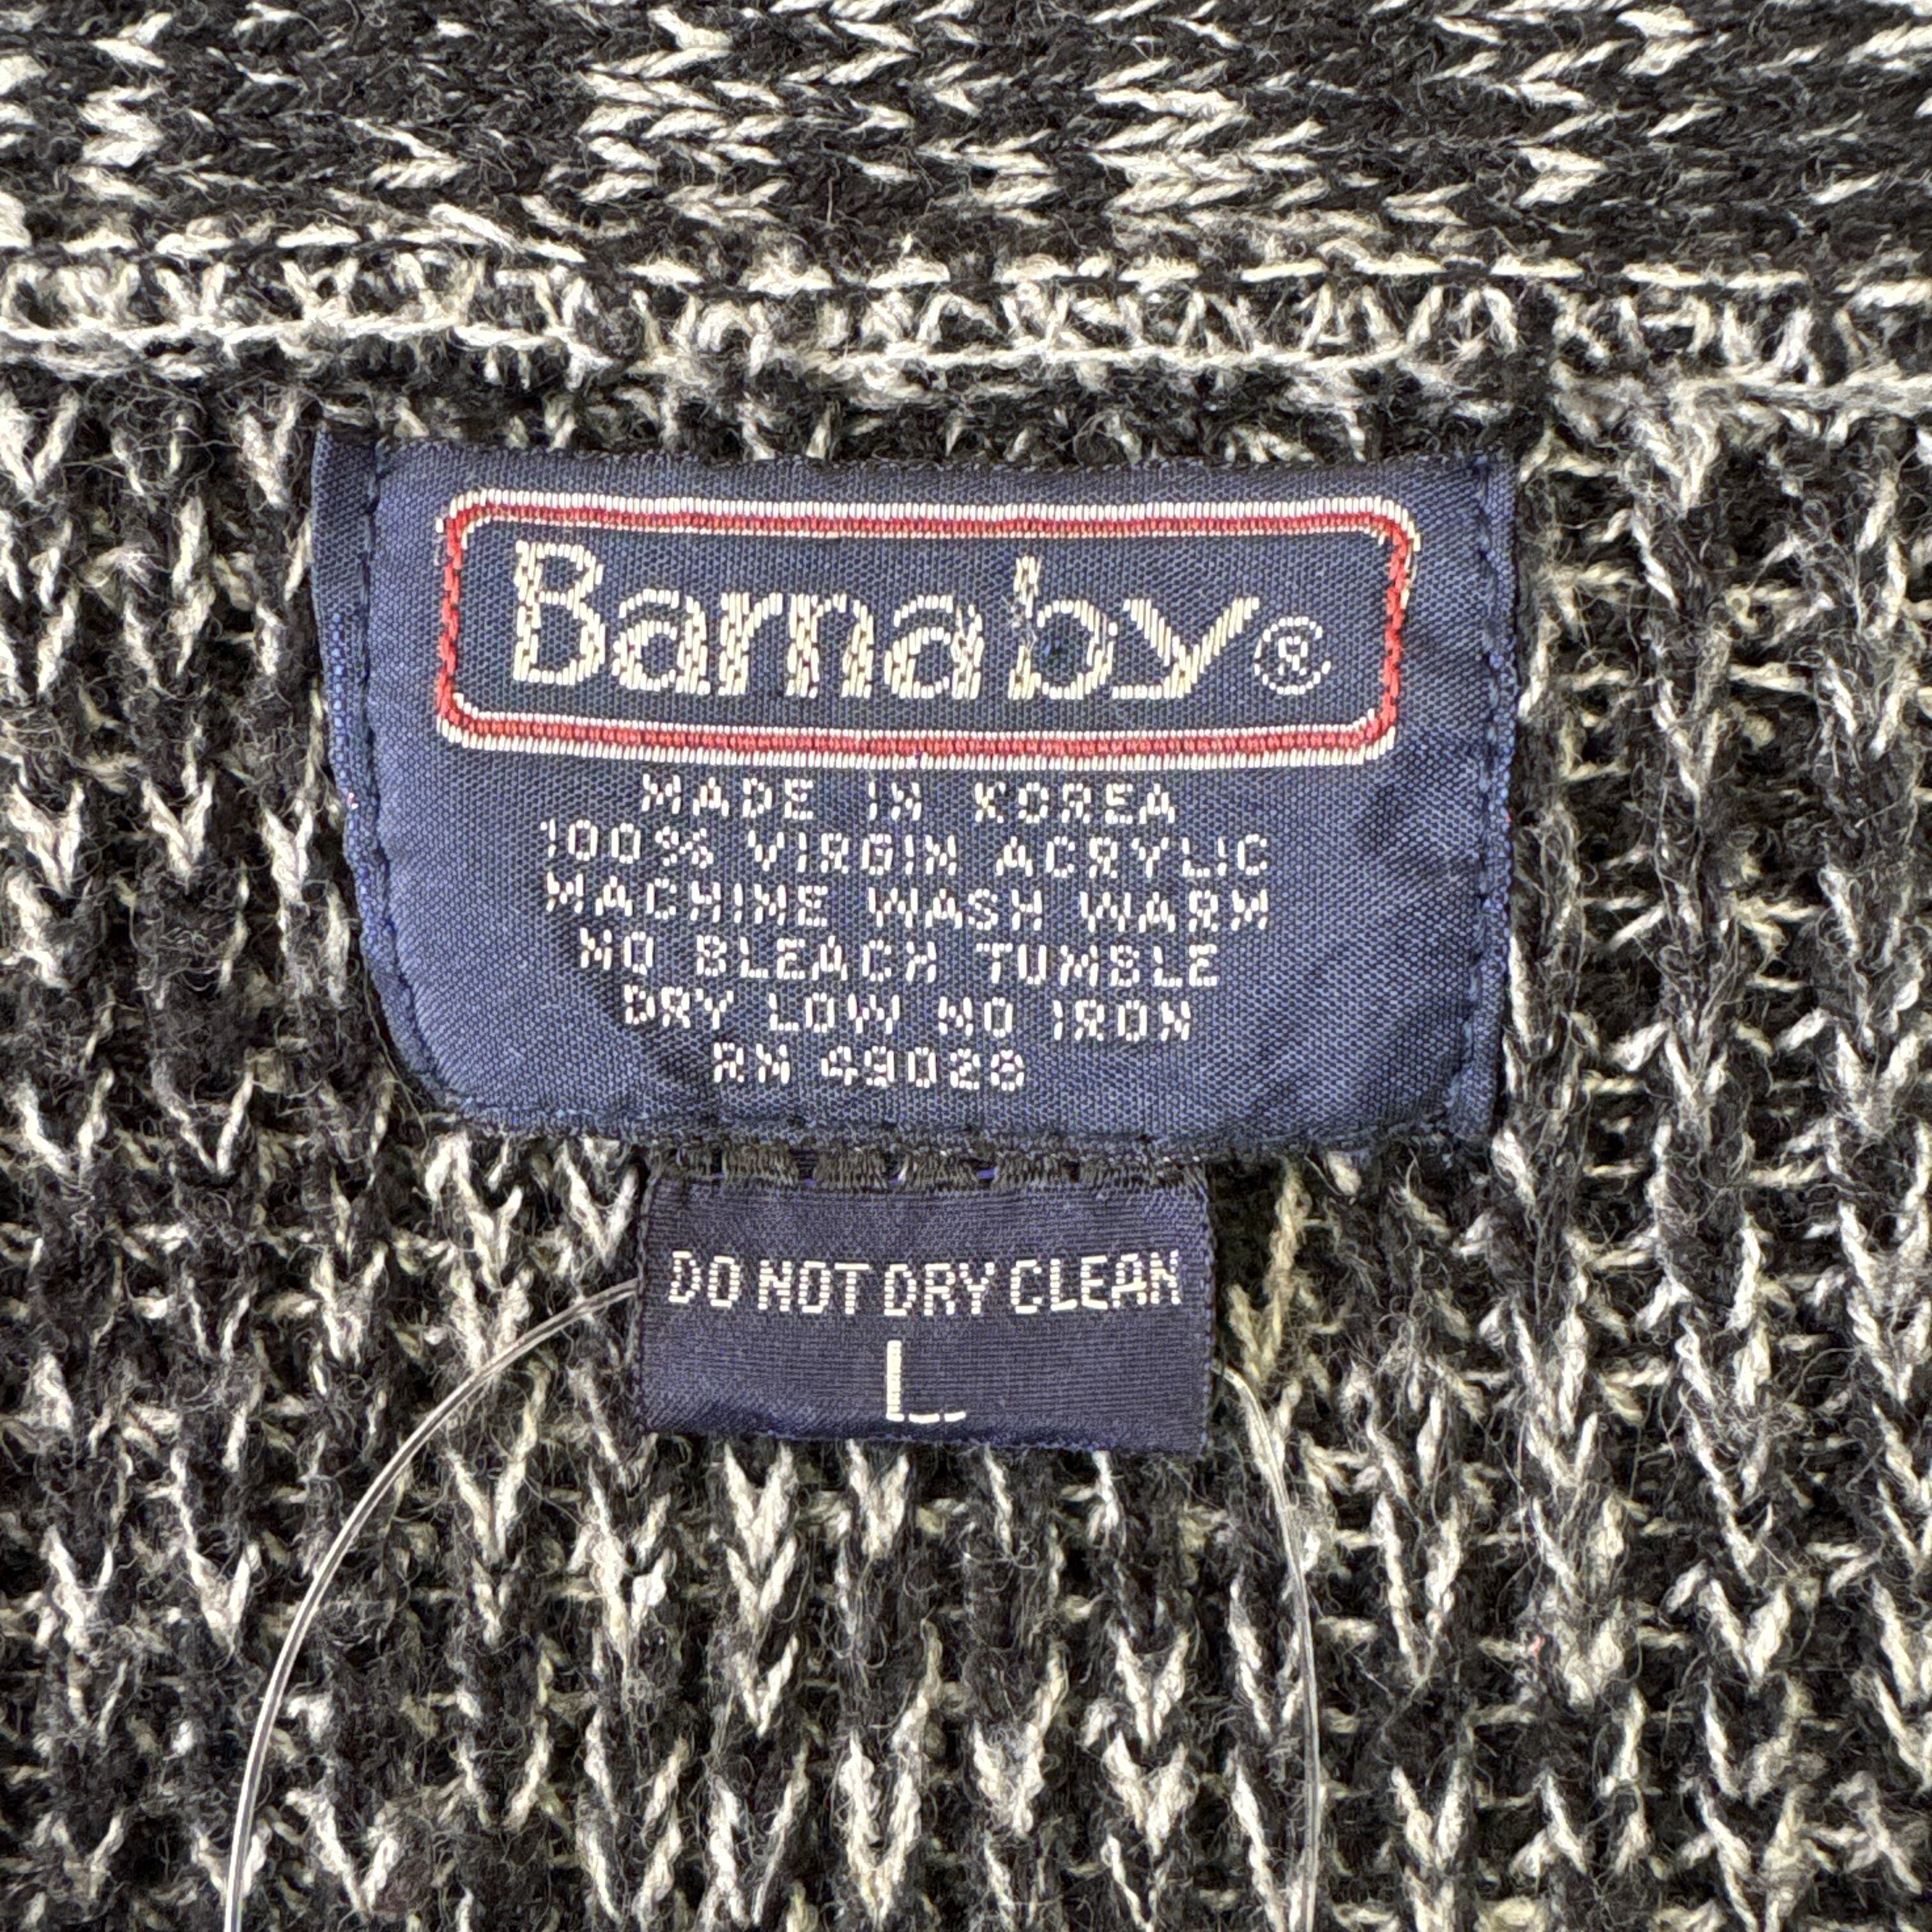 Barnaby®
MADE IN KOREA
100% VIRGIN ACRYLIC
MACHINE WASH WARM
NO BLEACH TUMBLE
DRY LOW NO IRON
RN 49028
DO NOT DRY CLEAN
L